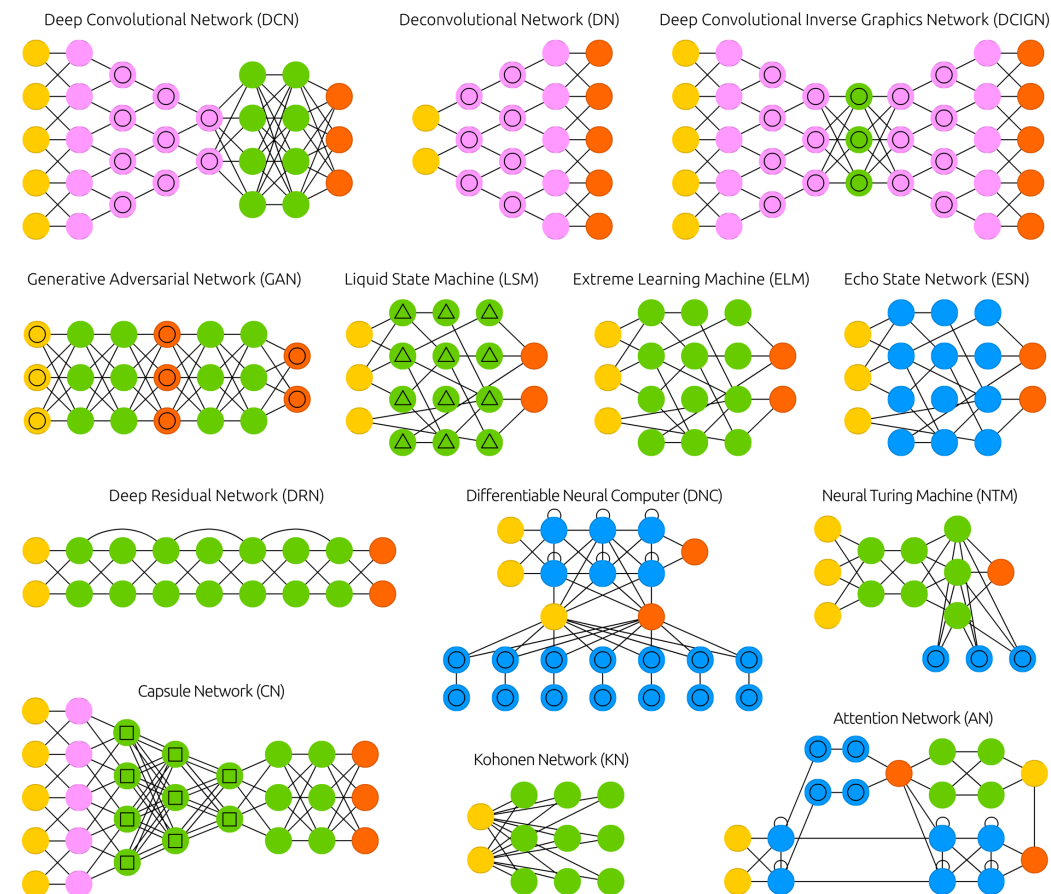 Deep Convolutional Network (DCN)
Deconvolutional Network (DN)
Deep Convolutional Inverse Graphics Network (DCIGN)
Generative Adversarial Network (GAN)
Liquid State Machine (LSM)
Extreme Learning Machine (ELM)
Echo State Network (ESN)
Deep Residual Network (DRN)
Differentiable Neural Computer (DNC)
Neural Turing Machine (NTM)
Capsule Network (CN)
Kohonen Network (KN)
Attention Network (AN)